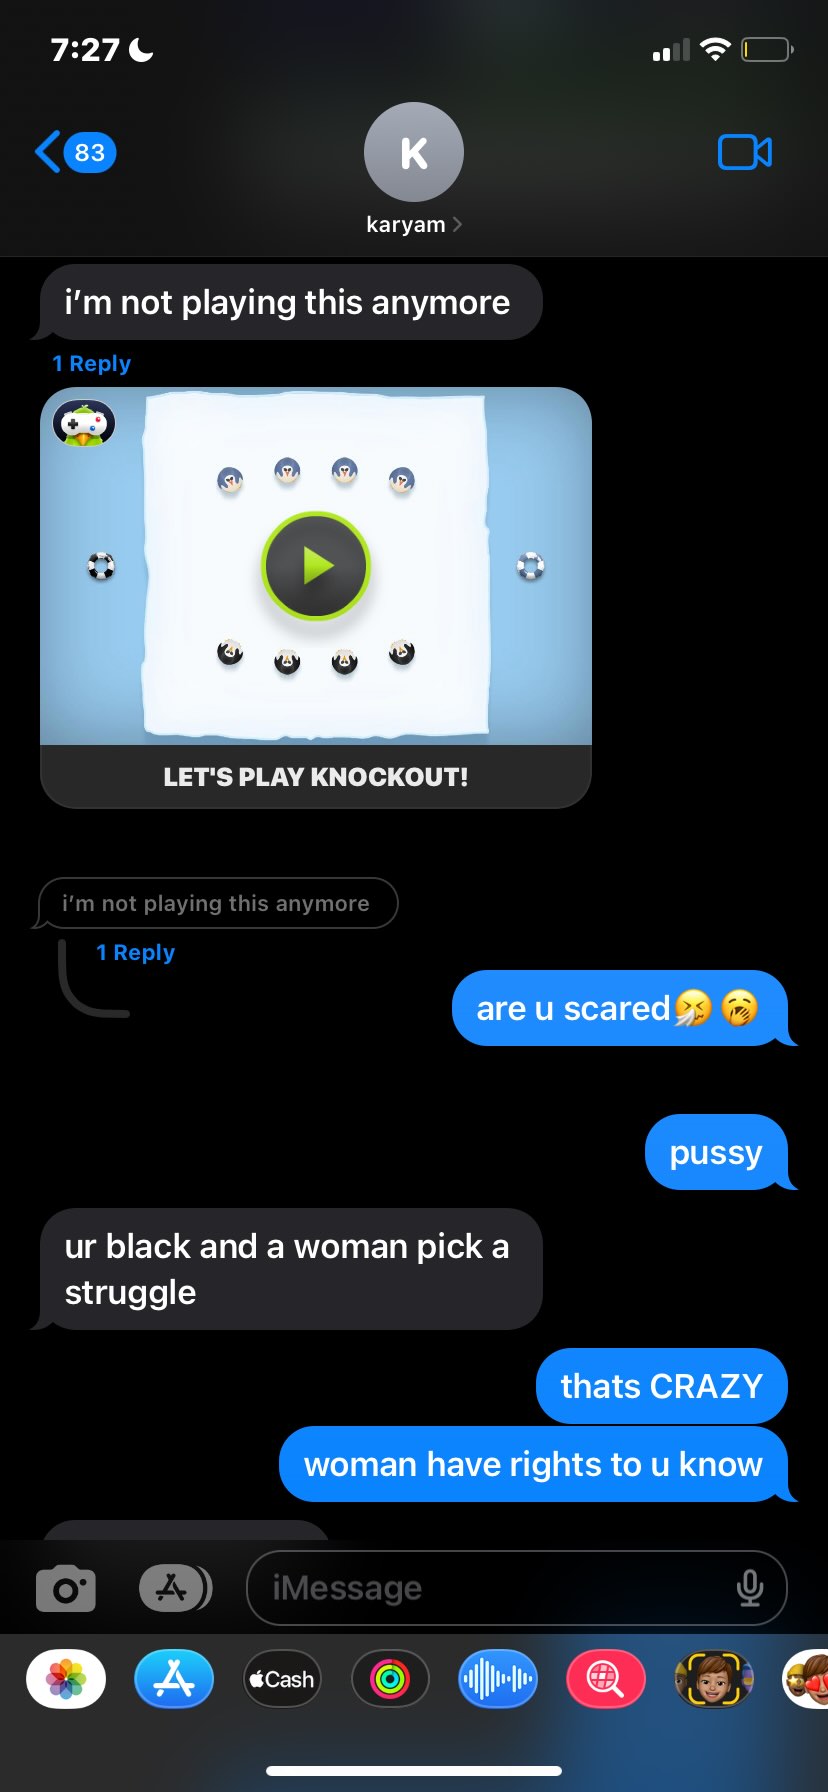 7:27
83
K
karyam
i’m not playing this anymore
1 Reply
LET'S PLAY KNOCKOUT!
i’m not playing this anymore
1 Reply
are u scared🤧🥱
pussy
ur black and a woman pick a
struggle
thats CRAZY
woman have rights to u know
iMessage
Cash